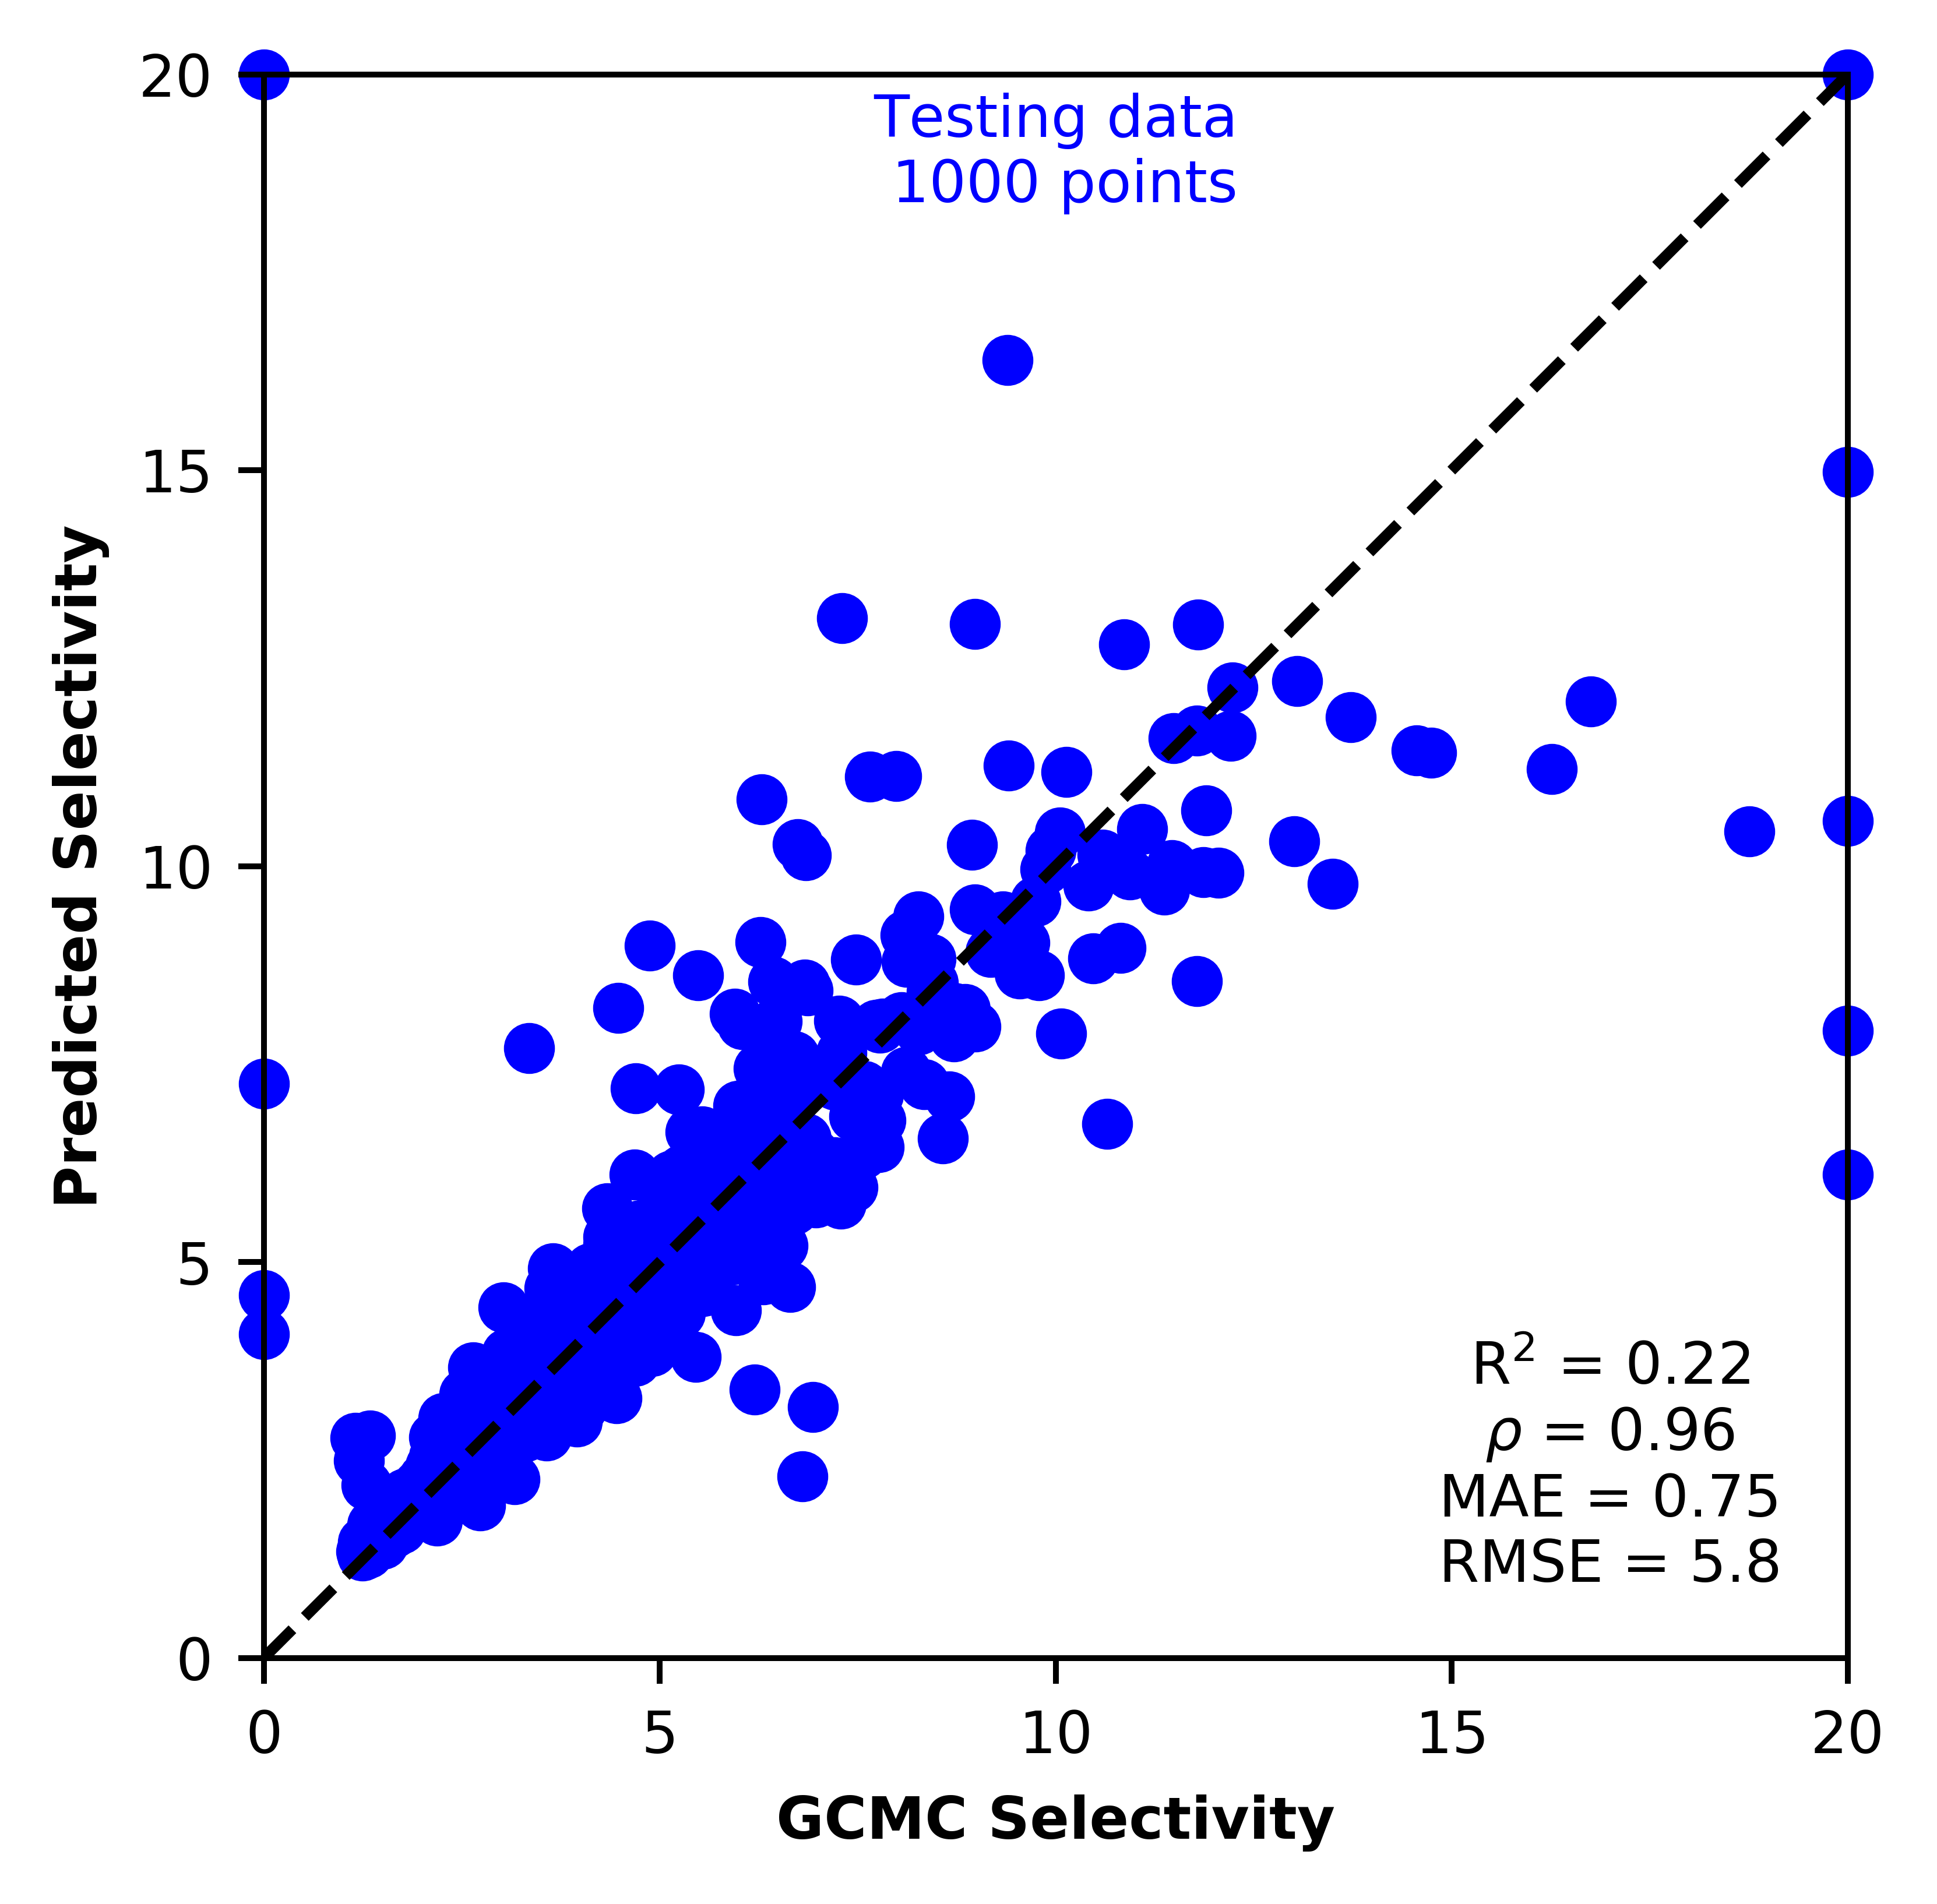 20
15
10
5
0
0
5
10
15
20
Predicted Selectivity
GCMC Selectivity
Testing data
1000 points
R² = 0.22
ρ = 0.96
MAE = 0.75
RMSE = 5.8